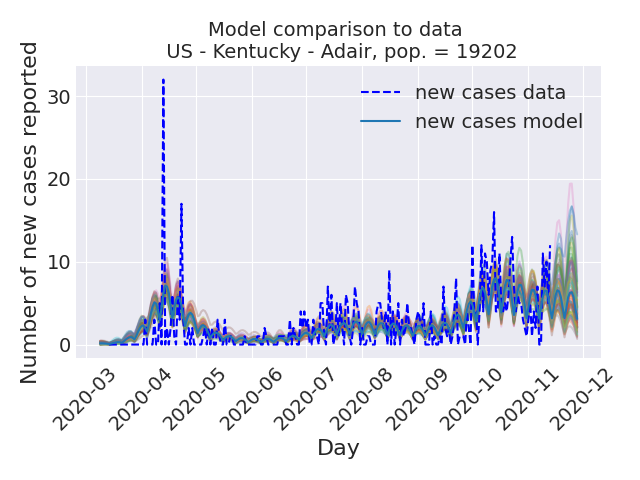 Model comparison to data
US - Kentucky - Adair, pop. = 19202
Number of new cases reported
30
20
10
0
new cases data
new cases model
2020-03
2020-04
2020-05
2020-06
2020-07
2020-08
2020-09
2020-10
2020-11
2020-12
Day